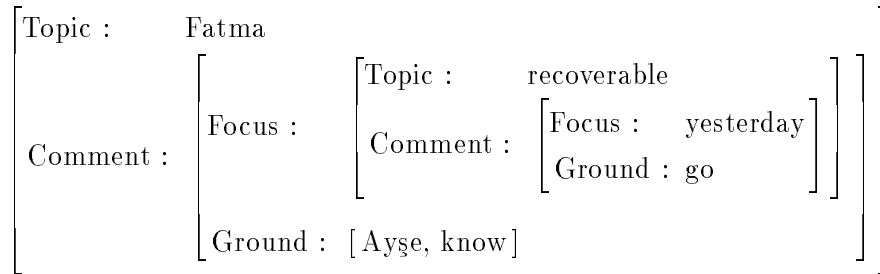 Topic : Fatma
Topic : recoverable
Focus :
Focus : yesterday
Comment :
Comment :
Ground : go
Ground : [ Ayşe, know ]